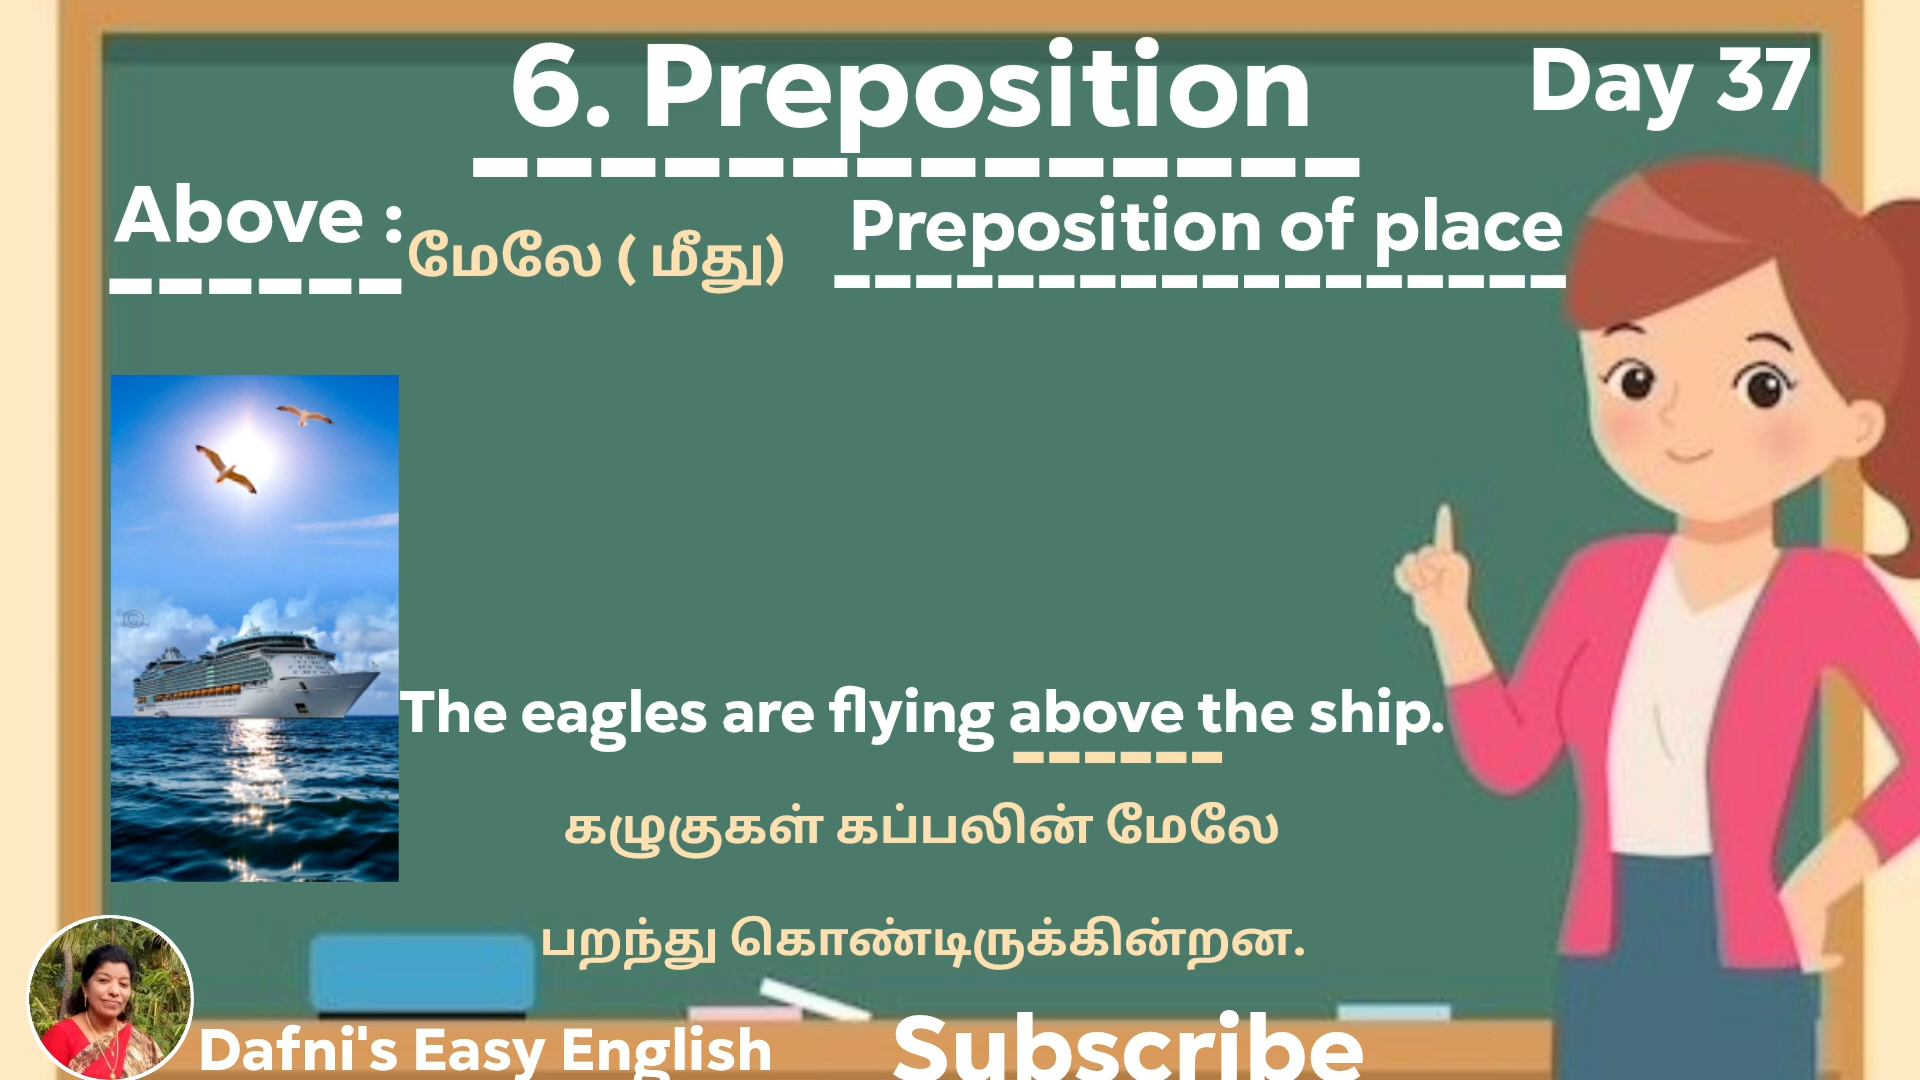 6. Preposition
Day 37
Above :
மேலே ( மீது)
Preposition of place
The eagles are flying above the ship.
கழுகுகள் கப்பலின் மேலே
பறந்து கொண்டிருக்கின்றன.
Dafni's Easy English
Subscribe